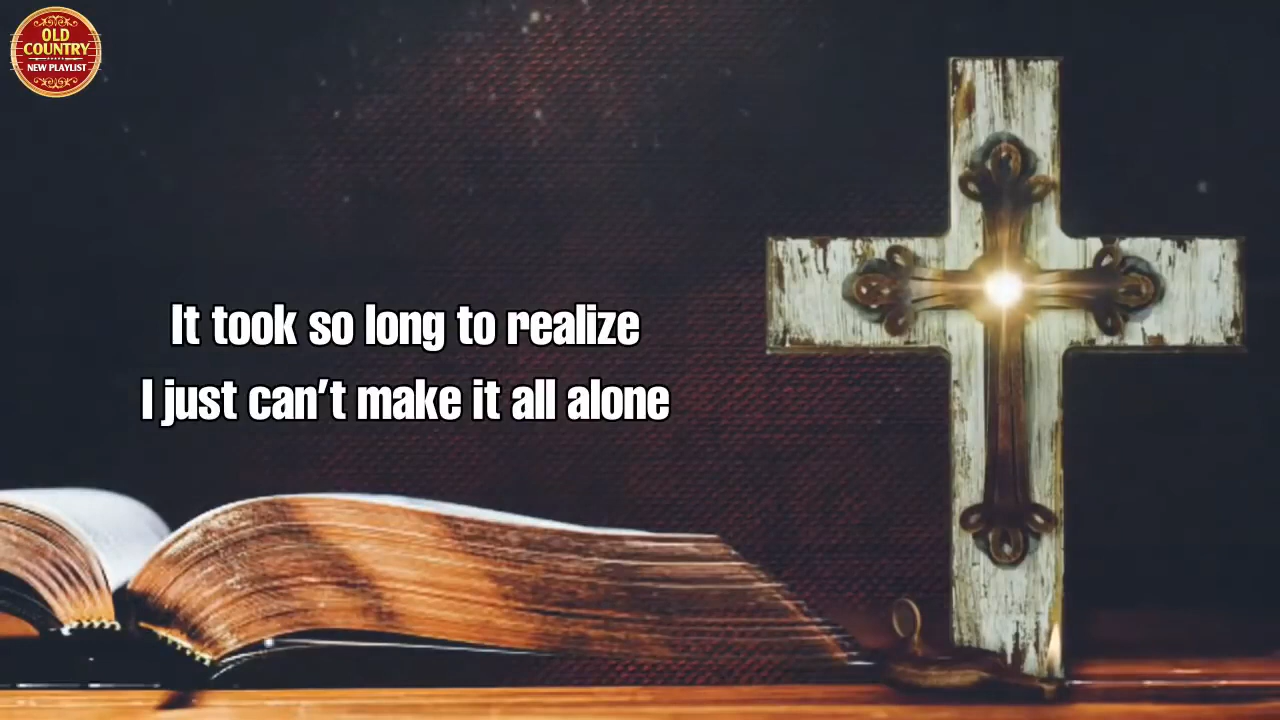 OLD
COUNTRY
NEW PLAYLIST
It took so long to realize
I just can't make it all alone